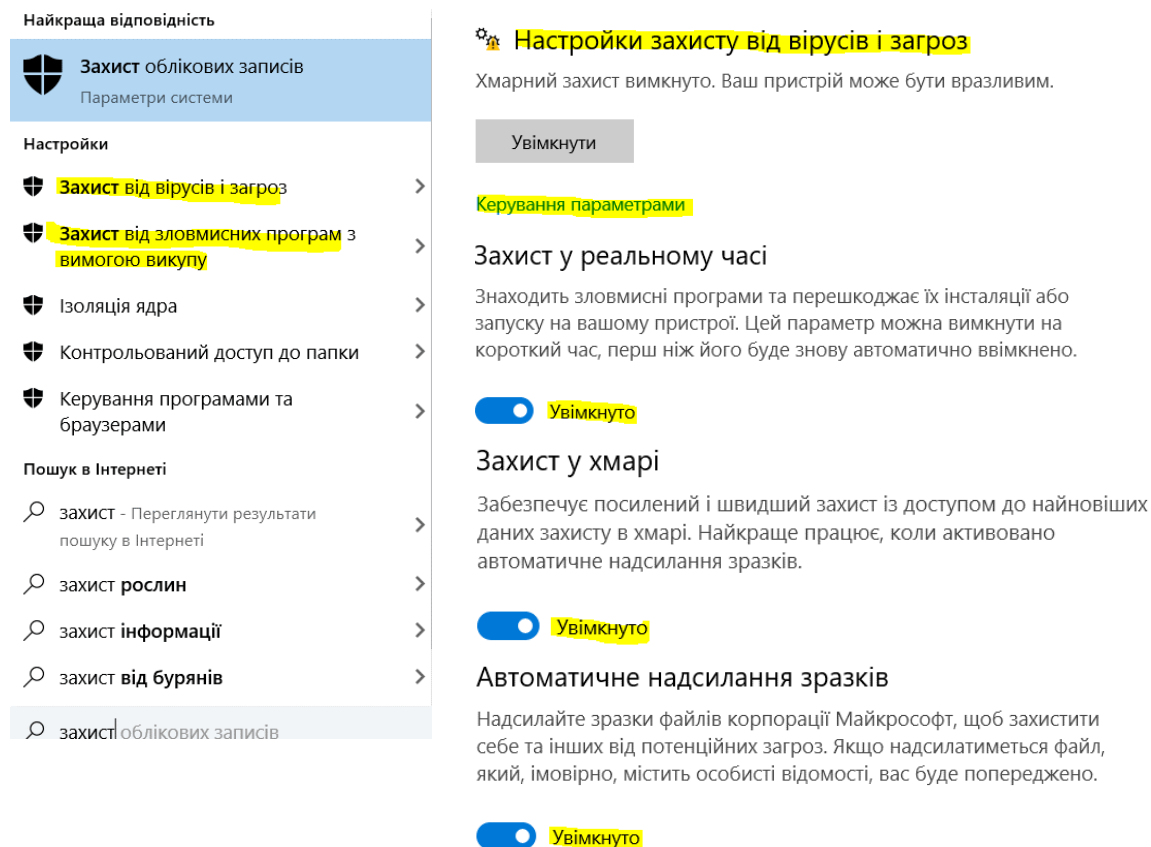 Найкраща відповідність
Захист облікових записів
Параметри системи
Настройки
Захист від вірусів і загроз
Захист від зловмисних програм з
вимогою викупу
Ізоляція ядра
Контрольований доступ до папки
Керування програмами та
браузерами
Пошук в Інтернеті
захист - Переглянути результати
пошуку в Інтернеті
захист рослин
захист інформації
захист від бурянів
захист облікових записів
Настройки захисту від вірусів і загроз
Хмарний захист вимкнуто. Ваш пристрій може бути вразливим.
Увімкнути
Керування параметрами
Захист у реальному часі
Знаходить зловмисні програми та перешкоджає їх інсталяції або
запуску на вашому пристрої. Цей параметр можна вимкнути на
короткий час, перш ніж його буде знову автоматично ввімкнено.
Увімкнуто
Захист у хмарі
Забезпечує посилений і швидший захист із доступом до найновіших
даних захисту в хмарі. Найкраще працює, коли активовано
автоматичне надсилання зразків.
Увімкнуто
Автоматичне надсилання зразків
Надсилайте зразки файлів корпорації Майкрософт, щоб захистити
себе та інших від потенційних загроз. Якщо надсилатиметься файл,
який, імовірно, містить особисті відомості, вас буде попереджено.
Увімкнуто